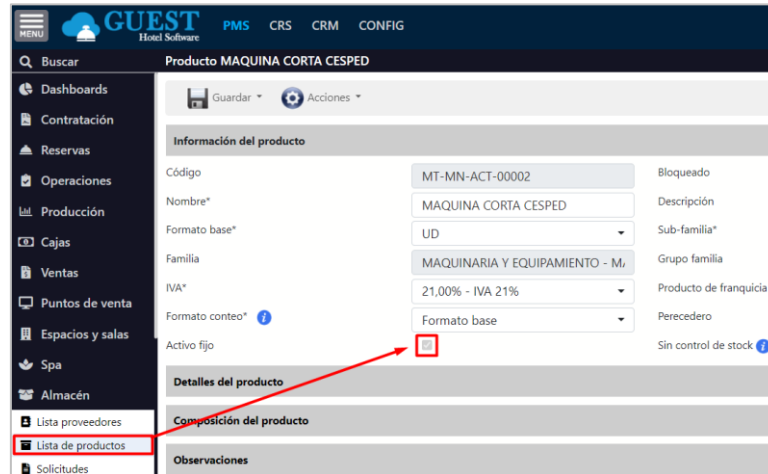 MENU
GUEST
Hotel Software
PMS CRS CRM CONFIG
Buscar
Producto MAQUINA CORTA CESPED
Dashboards
Contratación
Reservas
Operaciones
Producción
Cajas
Ventas
Puntos de venta
Espacios y salas
Spa
Almacén
Lista proveedores
Lista de productos
Solicitudes
Guardar
Acciones
Información del producto
Código MT-MN-ACT-00002 Bloqueado
Nombre* MAQUINA CORTA CESPED Descripción
Formato base* UD Sub-familia*
Familia MAQUINARIA Y EQUIPAMIENTO - Grupo familia
IVA* 21,00% - IVA 21% Producto de franquicia
Formato conteo* Formato base Perecedero
Activo fijo Sin control de stock
Detalles del producto
Composición del producto
Observaciones